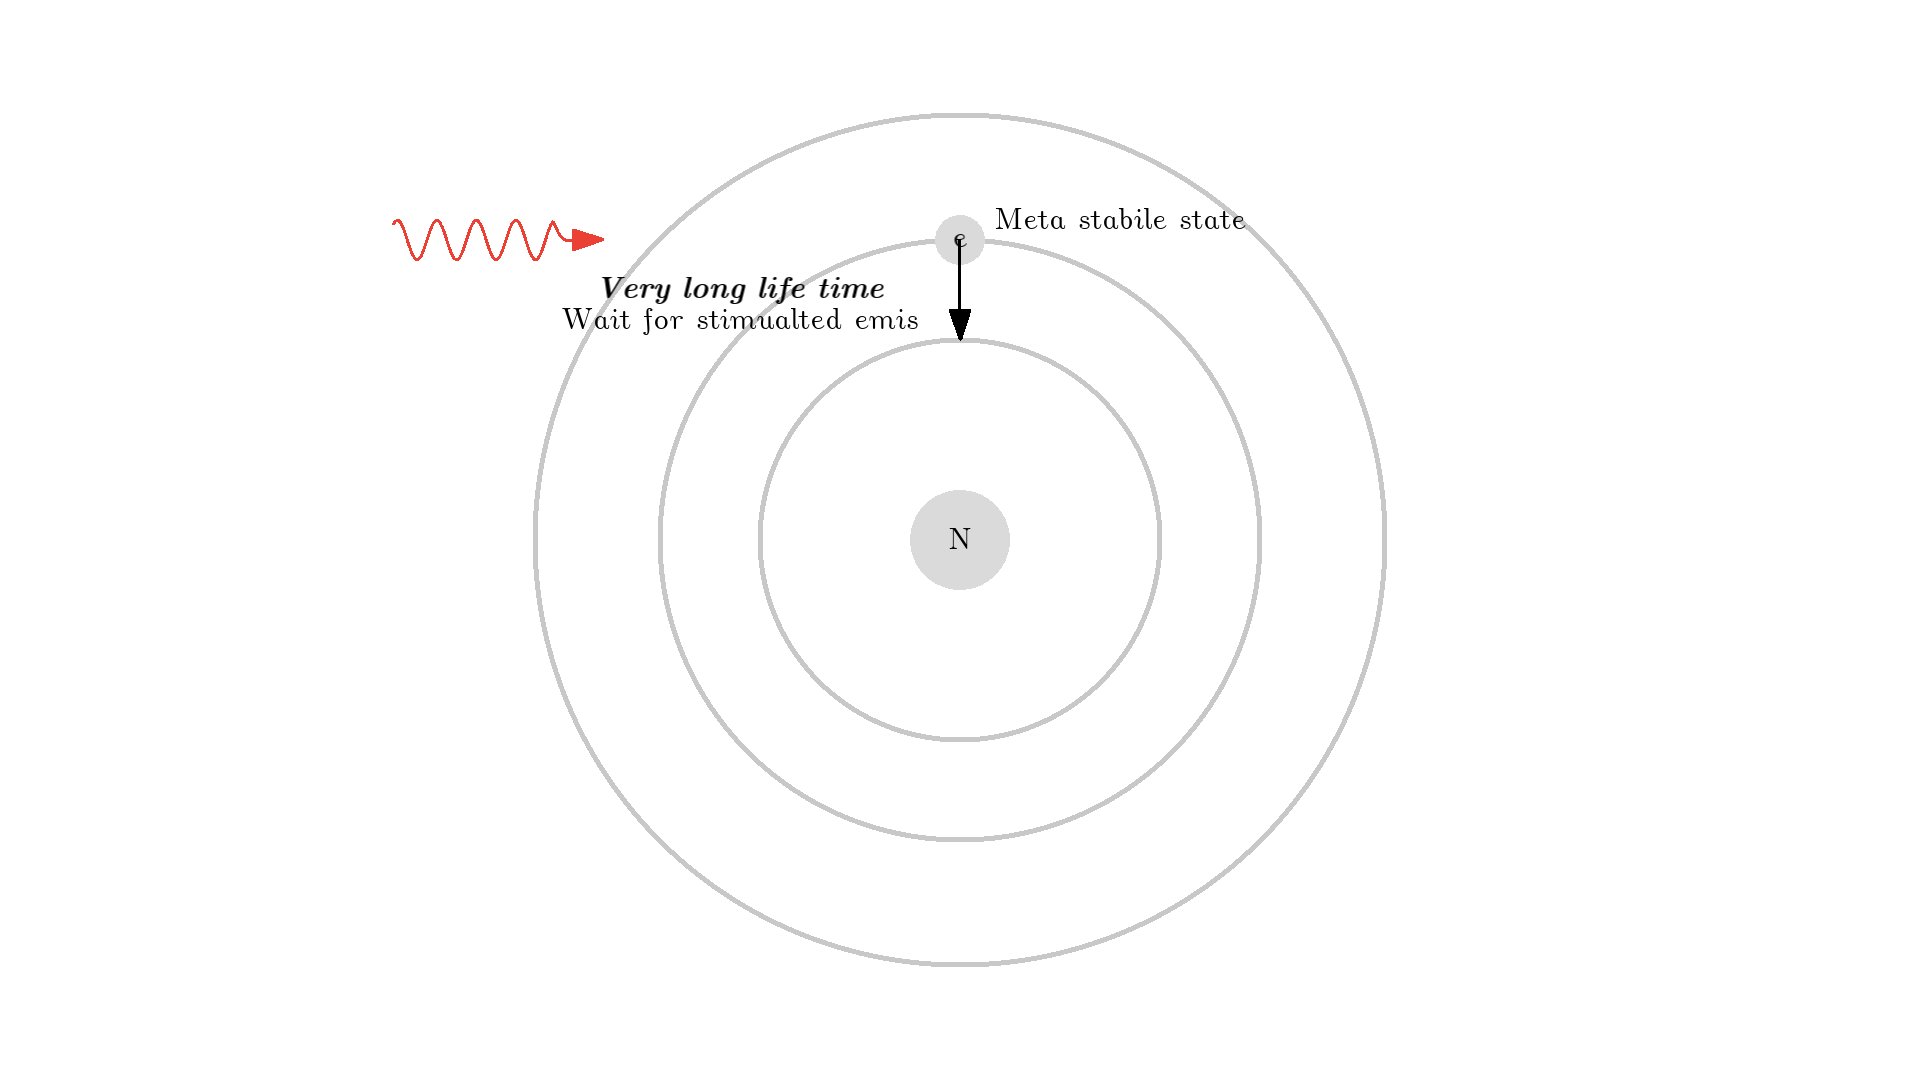 Meta stabile state
e
Very long life time
Wait for stimualted emis
N